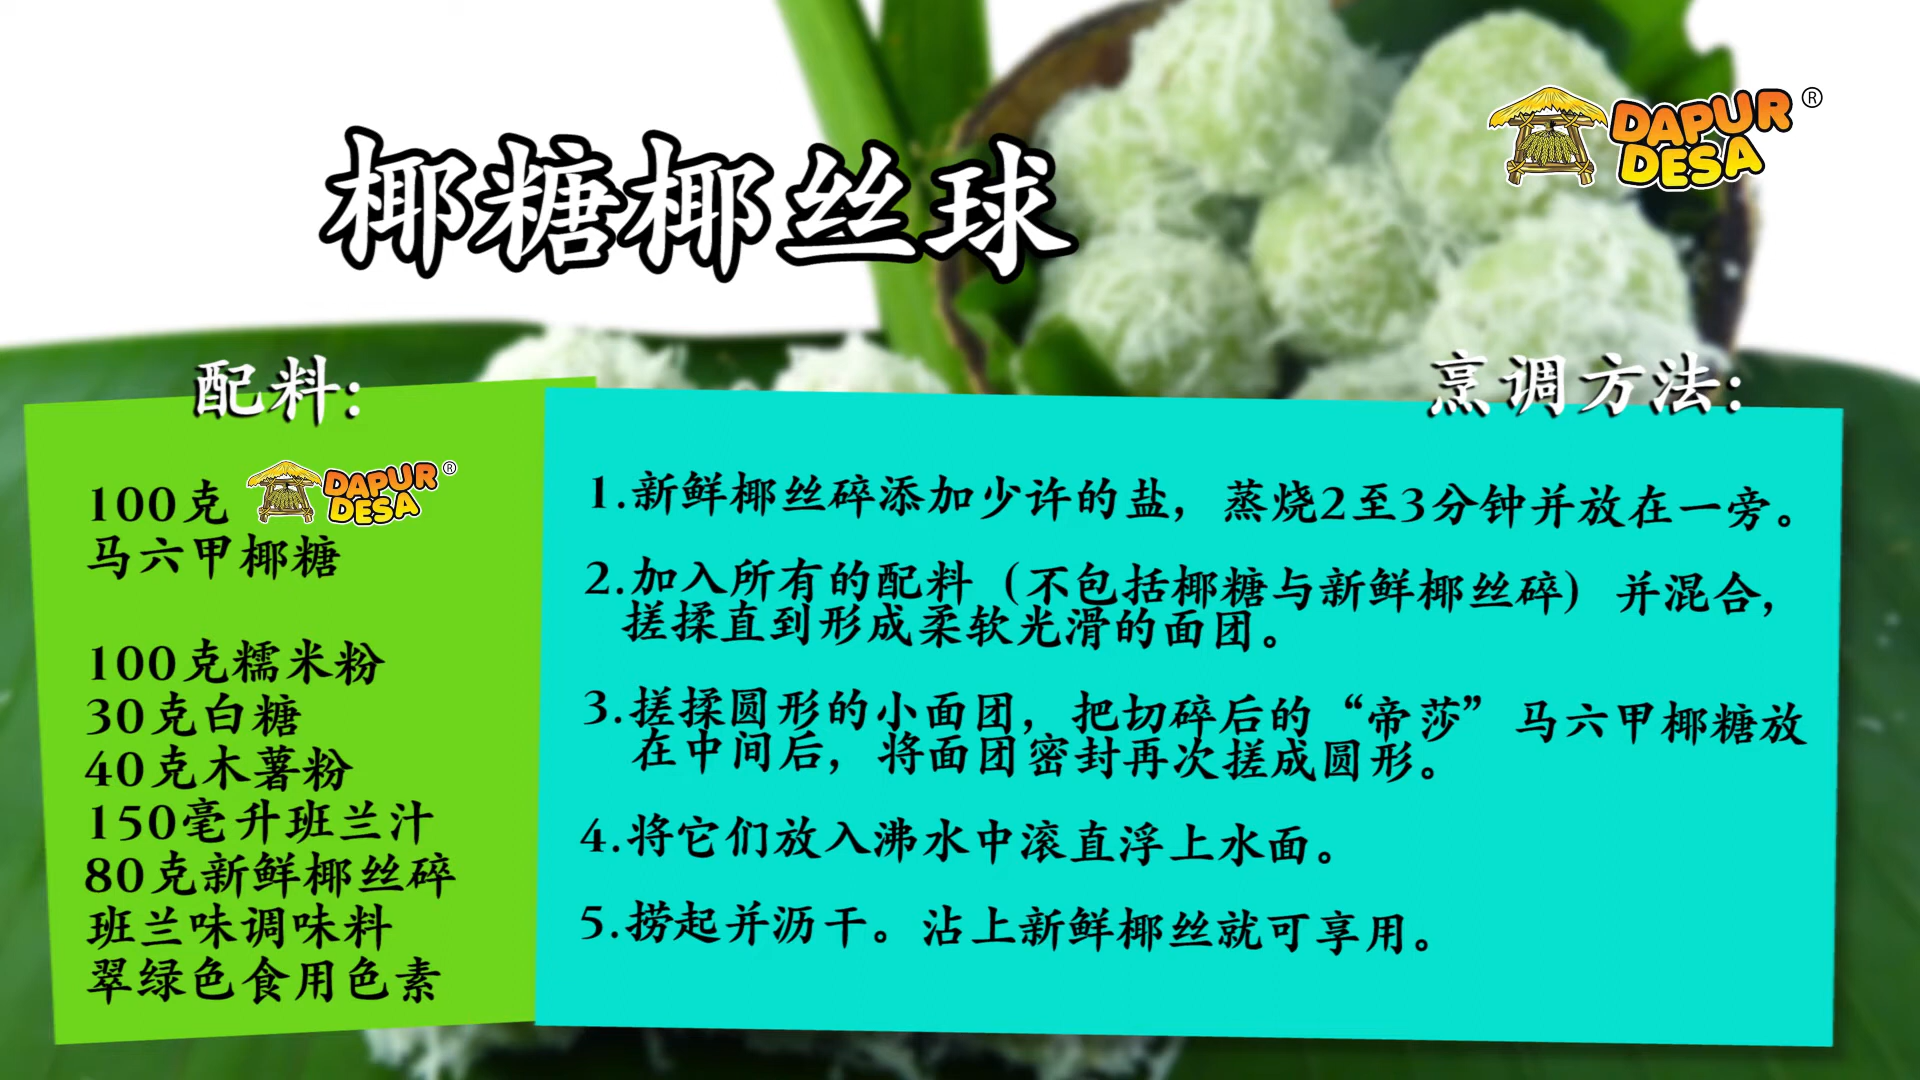 椰糖椰丝球
DAPUR DESA ®
配料:
100克 DAPUR DESA ®
马六甲椰糖
100克糯米粉
30克白糖
40克木薯粉
150毫升班兰汁
80克新鲜椰丝碎
班兰味调味料
翠绿色食用色素
烹调方法:
1.新鲜椰丝碎添加少许的盐，蒸烧2至3分钟并放在一旁。
2.加入所有的配料（不包括椰糖与新鲜椰丝碎）并混合，
搓揉直到形成柔软光滑的面团。
3.搓揉圆形的小面团，把切碎后的“帝莎”马六甲椰糖放
在中间后，将面团密封再次搓成圆形。
4.将它们放入沸水中滚直浮上水面。
5.捞起并沥干。沾上新鲜椰丝就可享用。